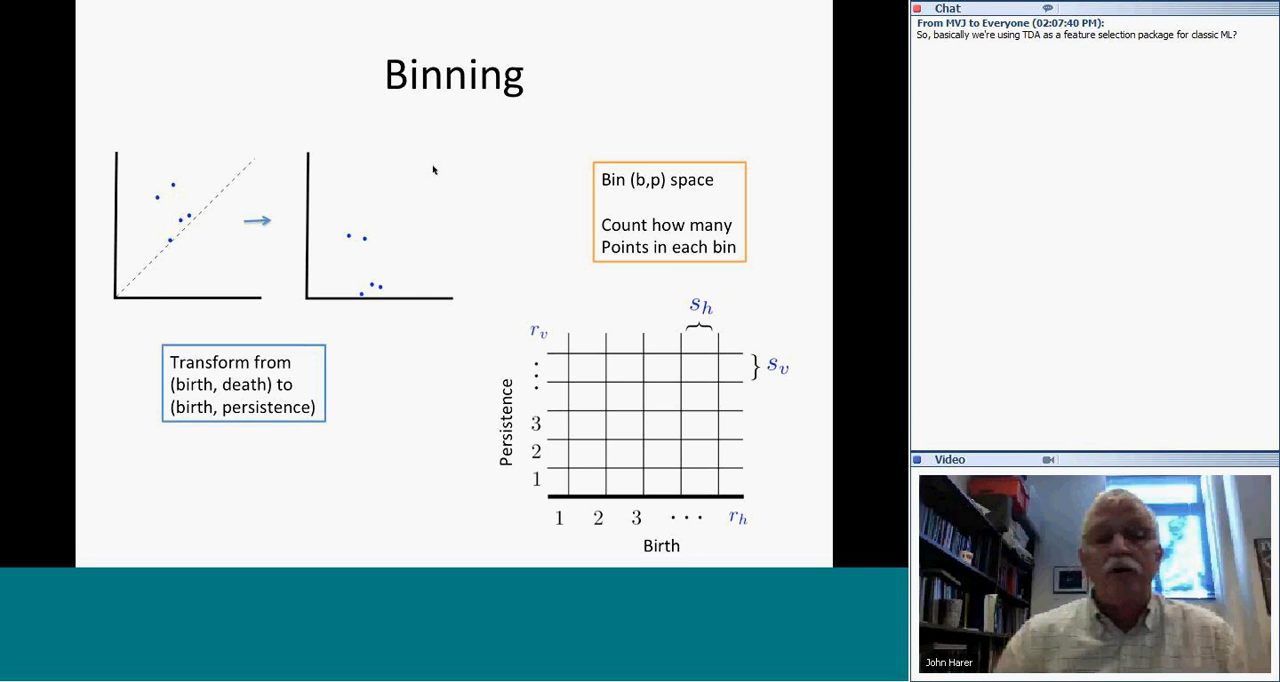 Binning
Bin (b,p) space
Count how many
Points in each bin
Transform from
(birth, death) to
(birth, persistence)
s_h
r_v
s_v
⋮
3
2
1
Persistence
1 2 3 ··· r_h
Birth
Chat
From MVJ to Everyone (02:07:40 PM):
So, basically we're using TDA as a feature selection package for classic ML?
Video
John Harer